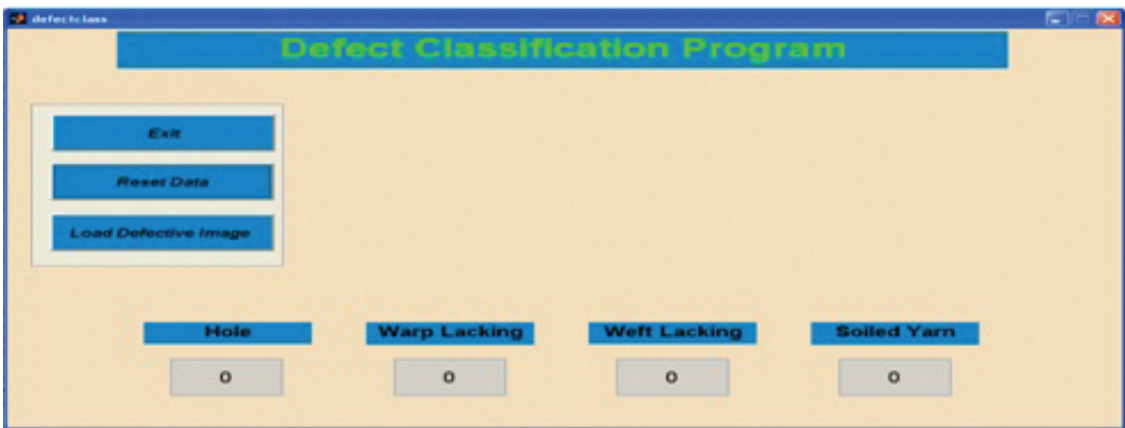 defectclass
Defect Classification Program
Exit
Reset Data
Load Defective Image
Hole Warp Lacking Weft Lacking Soiled Yarn
0 0 0 0